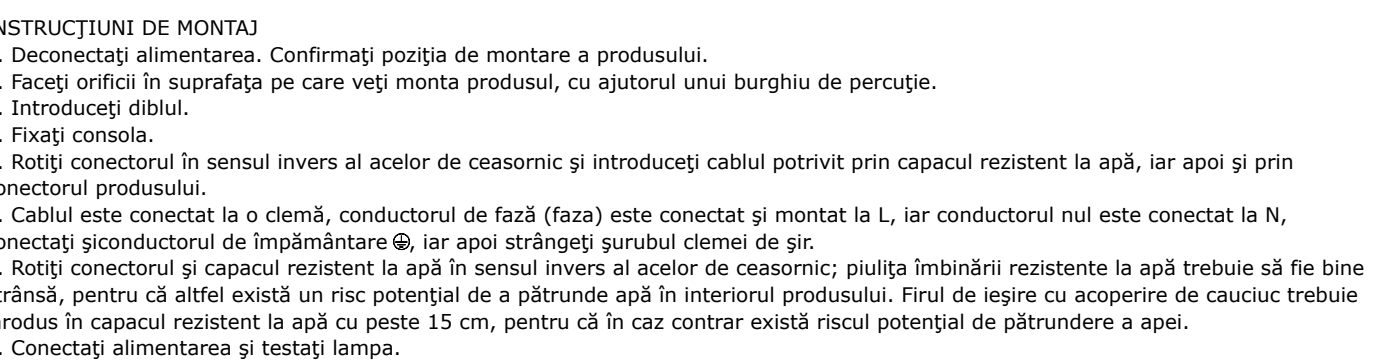 NSTRUCŢIUNI DE MONTAJ
. Deconectaţi alimentarea. Confirmaţi poziţia de montare a produsului.
. Faceţi orificii în suprafaţa pe care veţi monta produsul, cu ajutorul unui burghiu de percuţie.
. Introduceţi diblul.
. Fixaţi consola.
. Rotiţi conectorul în sensul invers al acelor de ceasornic şi introduceţi cablul potrivit prin capacul rezistent la apă, iar apoi şi prin
onectorul produsului.
. Cablul este conectat la o clemă, conductorul de fază (faza) este conectat şi montat la L, iar conductorul nul este conectat la N,
onectaţi şiconductorul de împământare ⏚, iar apoi strângeţi şurubul clemei de şir.
. Rotiţi conectorul şi capacul rezistent la apă în sensul invers al acelor de ceasornic; piuliţa îmbinării rezistente la apă trebuie să fie bine
trânsă, pentru că altfel există un risc potenţial de a pătrunde apă în interiorul produsului. Firul de ieşire cu acoperire de cauciuc trebuie
rodus în capacul rezistent la apă cu peste 15 cm, pentru că în caz contrar există riscul potenţial de pătrundere a apei.
. Conectaţi alimentarea şi testaţi lampa.